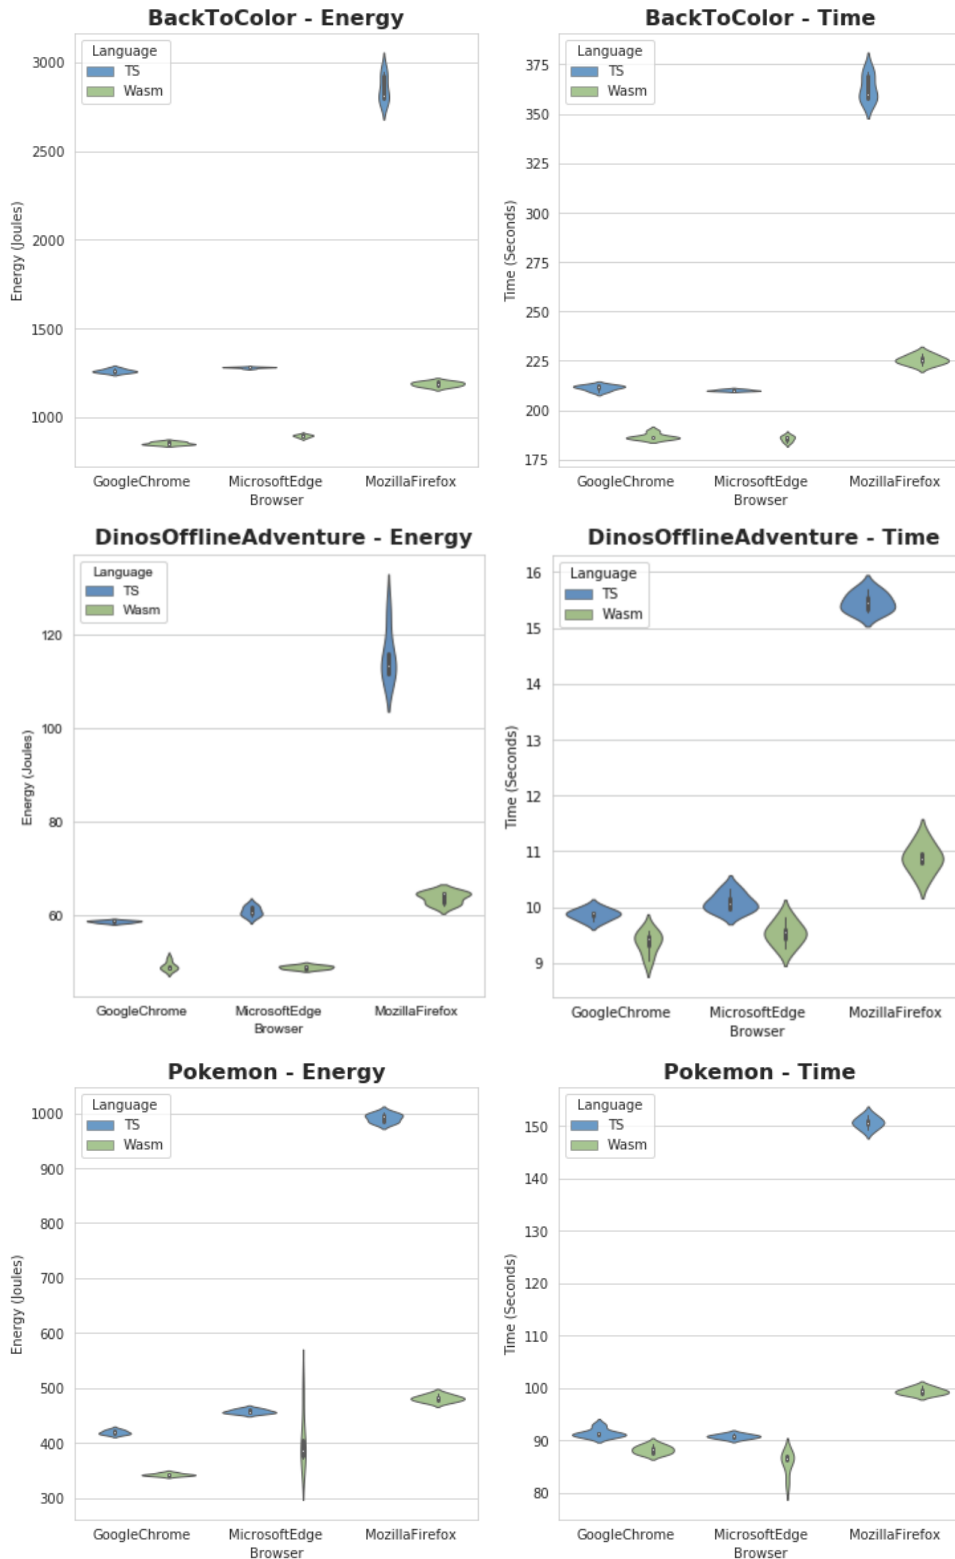 BackToColor - Energy
Language
TS
Wasm
3000
2500
2000
1500
1000
Energy (Joules)
GoogleChrome MicrosoftEdge MozillaFirefox
Browser
BackToColor - Time
Language
TS
Wasm
375
350
325
300
275
250
225
200
175
Time (Seconds)
GoogleChrome MicrosoftEdge MozillaFirefox
Browser
DinosOfflineAdventure - Energy
Language
TS
Wasm
120
100
80
60
Energy (Joules)
GoogleChrome MicrosoftEdge MozillaFirefox
Browser
DinosOfflineAdventure - Time
Language
TS
Wasm
16
15
14
13
12
11
10
9
Time (Seconds)
GoogleChrome MicrosoftEdge MozillaFirefox
Browser
Pokemon - Energy
Language
TS
Wasm
1000
900
800
700
600
500
400
300
Energy (Joules)
GoogleChrome MicrosoftEdge MozillaFirefox
Browser
Pokemon - Time
Language
TS
Wasm
150
140
130
120
110
100
90
80
Time (Seconds)
GoogleChrome MicrosoftEdge MozillaFirefox
Browser